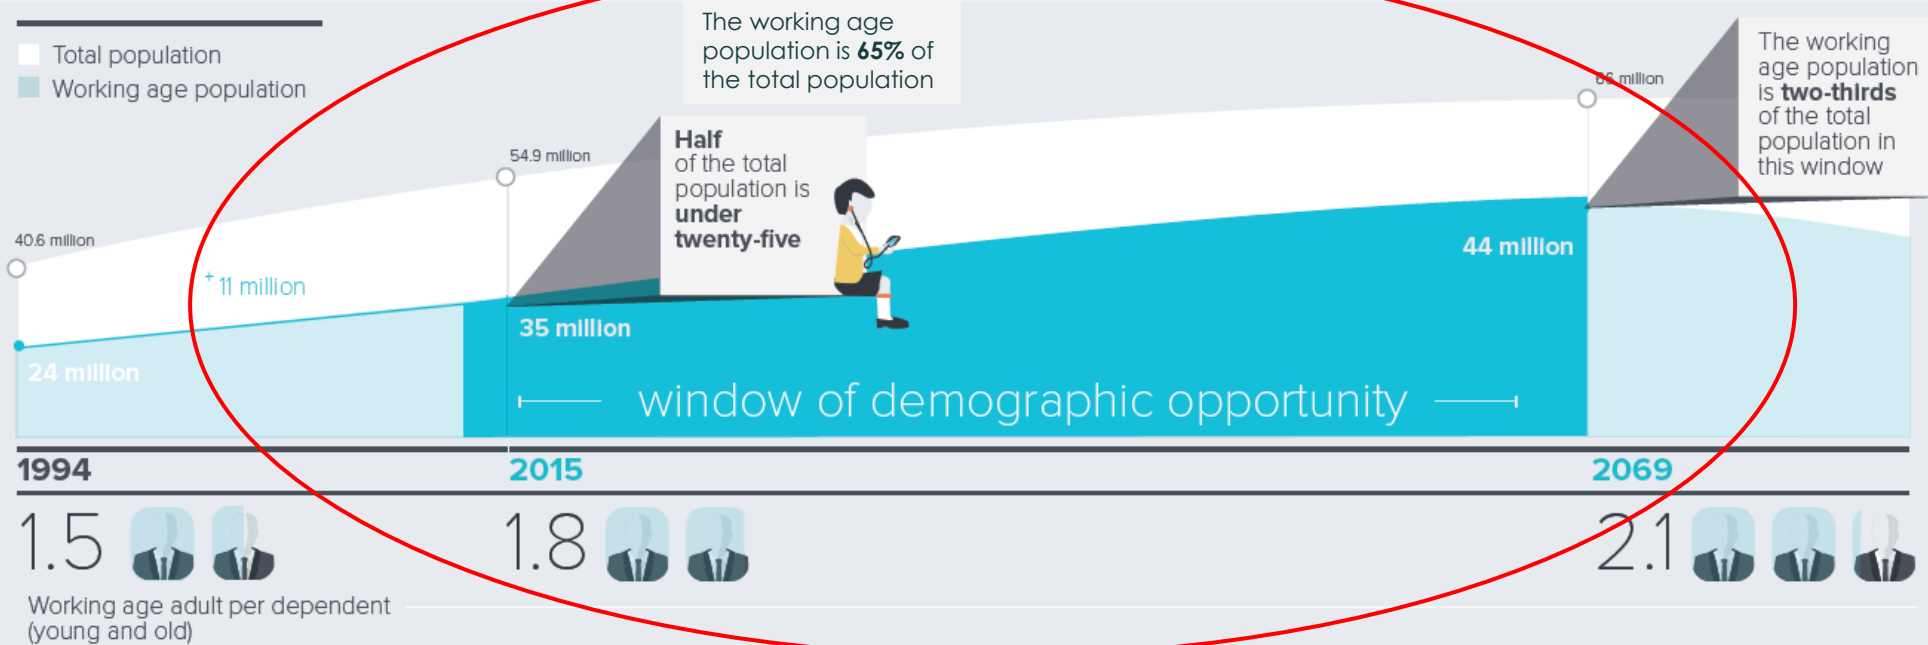 Total population
Working age population
The working age
population is 65% of
the total population
The working
age population
is two-thirds
of the total
population in
this window
66 million
54.9 million
Half
of the total
population is
under
twenty-five
40.6 million
+ 11 million
44 million
35 million
24 million
window of demographic opportunity
1994
2015
2069
1.5
1.8
2.1
Working age adult per dependent
(young and old)